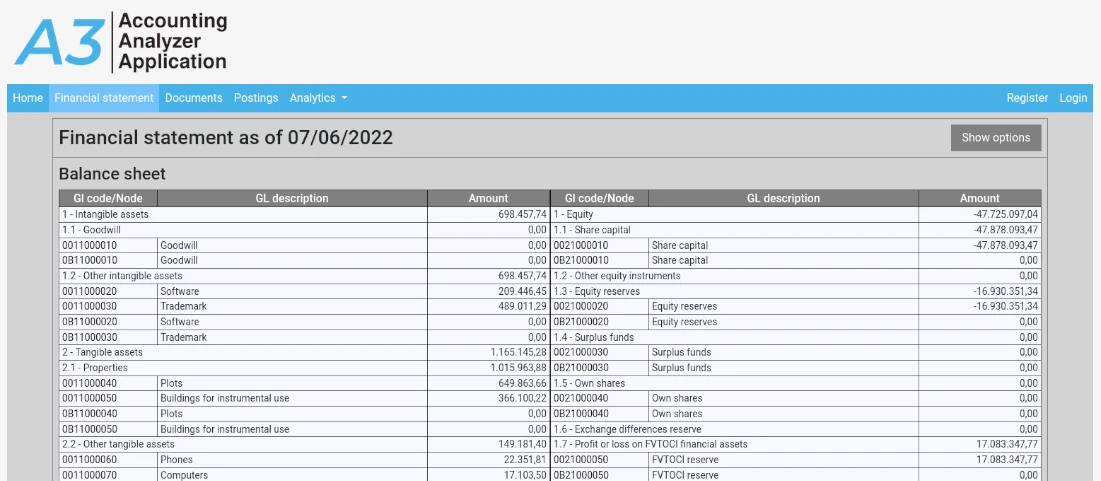 A3 Accounting
Analyzer
Application
Home Financial statement Documents Postings Analytics Register Login
Financial statement as of 07/06/2022 Show options
Balance sheet
Gl code/Node GL description Amount Gl code/Node GL description Amount
1 - Intangible assets 698.457,74 1 - Equity -47.725.097,04
1.1 - Goodwill 0,00 1.1 - Share capital -47.878.093,47
0011000010 Goodwill 0,00 0021000010 Share capital -47.878.093,47
0B11000010 Goodwill 0,00 0B21000010 Share capital 0,00
1.2 - Other intangible assets 698.457,74 1.2 - Other equity instruments 0,00
0011000020 Software 209.446,45 1.3 - Equity reserves -16.930.351,34
0011000030 Trademark 489.011,29 0021000020 Equity reserves -16.930.351,34
0B11000020 Software 0,00 0B21000020 Equity reserves 0,00
0B11000030 Trademark 0,00 1.4 - Surplus funds 0,00
2 - Tangible assets 1.165.145,28 0021000030 Surplus funds 0,00
2.1 - Properties 1.015.963,88 0B21000030 Surplus funds 0,00
0011000040 Plots 649.863,66 1.5 - Own shares 0,00
0011000050 Buildings for instrumental use 366.100,22 0021000040 Own shares 0,00
0B11000040 Plots 0,00 0B21000040 Own shares 0,00
0B11000050 Buildings for instrumental use 0,00 1.6 - Exchange differences reserve 0,00
2.2 - Other tangible assets 149.181,40 1.7 - Profit or loss on FVTOCI financial assets 17.083.347,77
0011000060 Phones 22.351,81 0021000050 FVTOCI reserve 17.083.347,77
0011000070 Computers 17.103,50 0B21000050 FVTOCI reserve 0,00